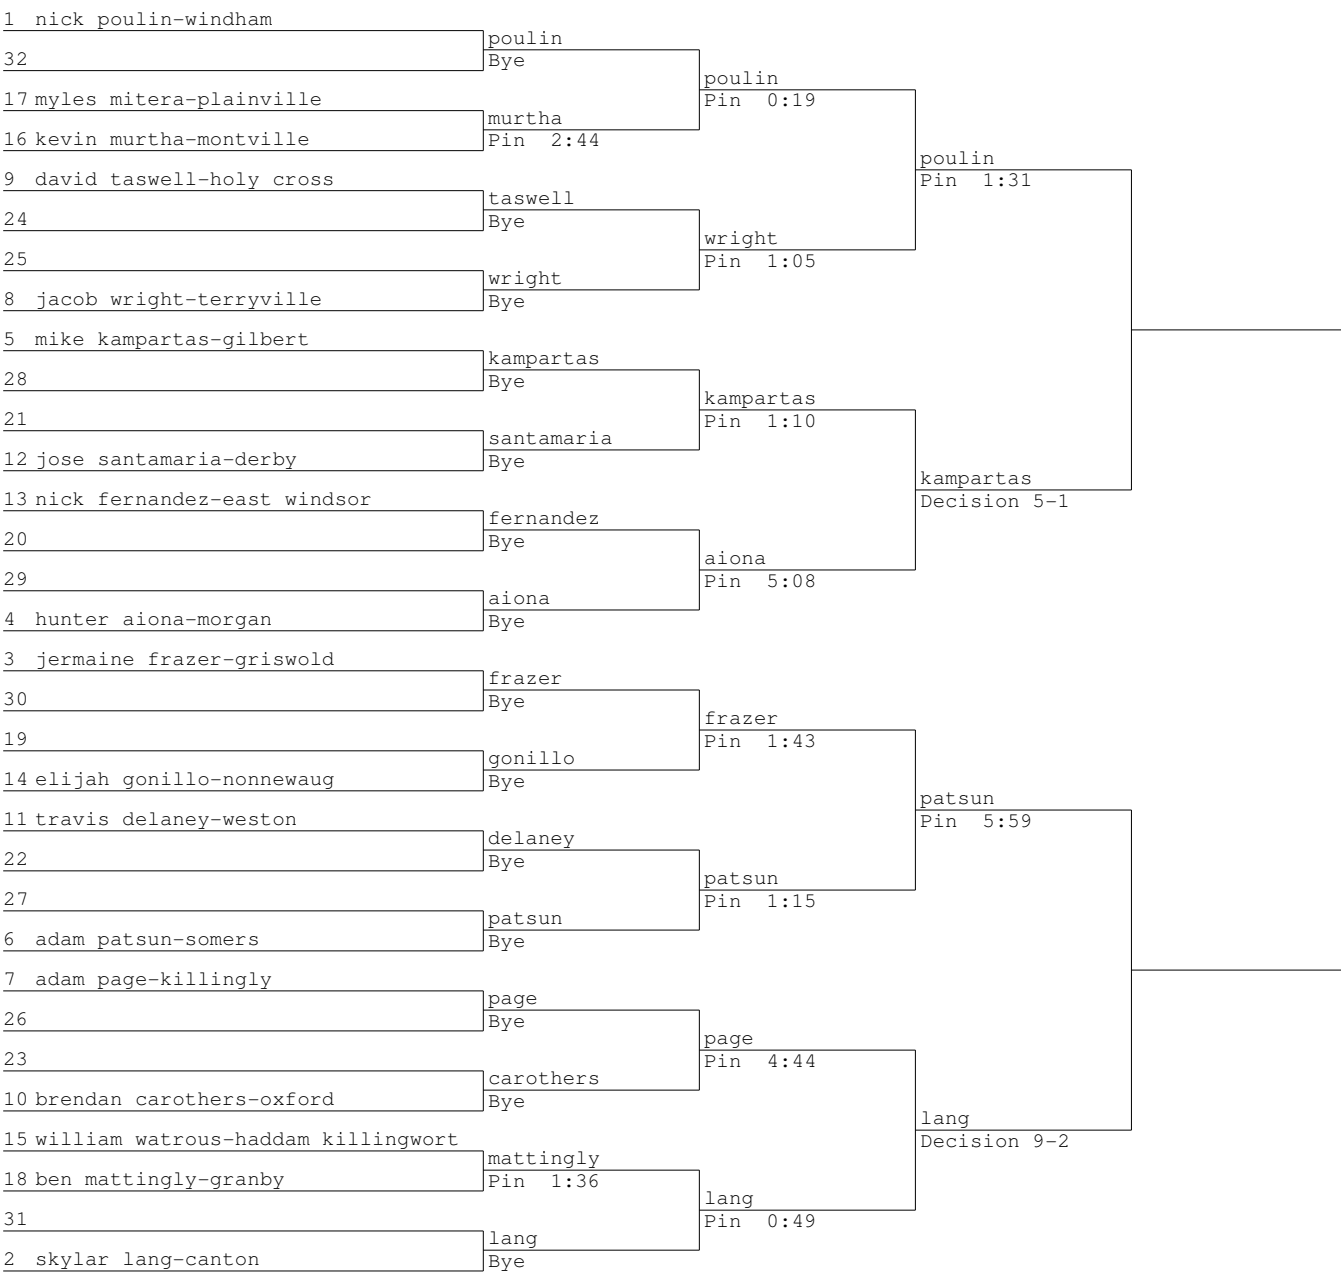 1 nick poulin-windham
poulin
32
Bye
poulin
17 myles mitera-plainville
Pin 0:19
murtha
16 kevin murtha-montville
Pin 2:44
poulin
9 david taswell-holy cross
Pin 1:31
taswell
24
Bye
wright
25
Pin 1:05
wright
8 jacob wright-terryville
Bye
5 mike kampartas-gilbert
kampartas
28
Bye
kampartas
21
Pin 1:10
santamaria
12 jose santamaria-derby
Bye
kampartas
13 nick fernandez-east windsor
Decision 5-1
fernandez
20
Bye
aiona
29
Pin 5:08
aiona
4 hunter aiona-morgan
Bye
3 jermaine frazer-griswold
frazer
30
Bye
frazer
19
Pin 1:43
gonillo
14 elijah gonillo-nonnewaug
Bye
patsun
11 travis delaney-weston
Pin 5:59
delaney
22
Bye
patsun
27
Pin 1:15
patsun
6 adam patsun-somers
Bye
7 adam page-killingly
page
26
Bye
page
23
Pin 4:44
carothers
10 brendan carothers-oxford
Bye
lang
15 william watrous-haddam killingwort
Decision 9-2
mattingly
18 ben mattingly-granby
Pin 1:36
lang
31
Pin 0:49
lang
2 skylar lang-canton
Bye